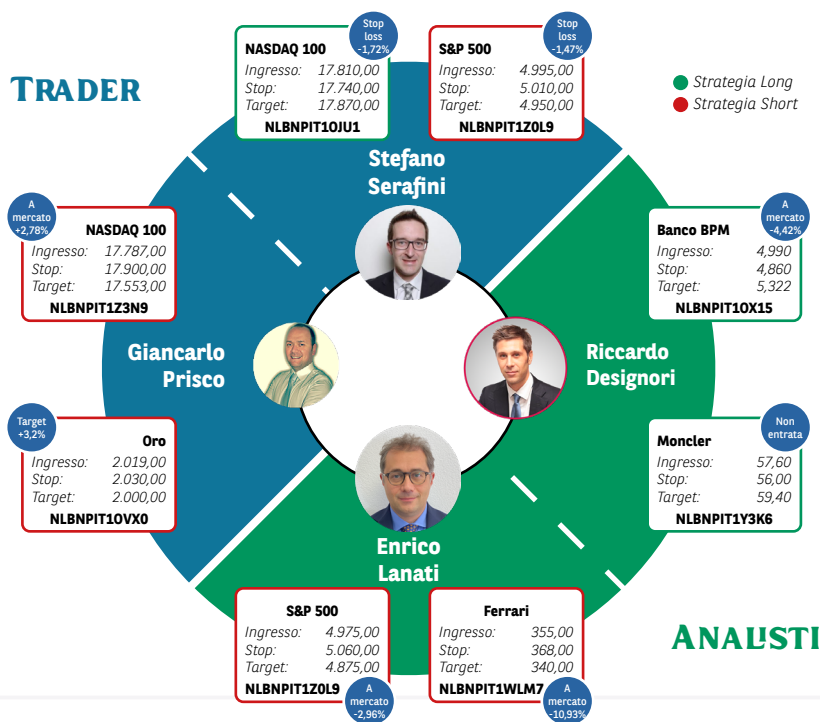 TRADER
Stop
loss
-1,72%
NASDAQ 100
Ingresso: 17.810,00
Stop: 17.740,00
Target: 17.870,00
NLBNPIT10JU1
Stop
loss
-1,47%
S&P 500
Ingresso: 4.995,00
Stop: 5.010,00
Target: 4.950,00
NLBNPIT1Z0L9
Strategia Long
Strategia Short
Stefano
Serafini
A
mercato
+2,78%
NASDAQ 100
Ingresso: 17.787,00
Stop: 17.900,00
Target: 17.553,00
NLBNPIT1Z3N9
A
mercato
-4,42%
Banco BPM
Ingresso: 4,990
Stop: 4,860
Target: 5,322
NLBNPIT10X15
Giancarlo
Prisco
Riccardo
Designori
Target
+3,2%
Oro
Ingresso: 2.019,00
Stop: 2.030,00
Target: 2.000,00
NLBNPIT10VX0
Non
entrata
Moncler
Ingresso: 57,60
Stop: 56,00
Target: 59,40
NLBNPIT1Y3K6
Enrico
Lanati
S&P 500
Ingresso: 4.975,00
Stop: 5.060,00
Target: 4.875,00
NLBNPIT1Z0L9
A
mercato
-2,96%
Ferrari
Ingresso: 355,00
Stop: 368,00
Target: 340,00
NLBNPIT1WLM7
A
mercato
-10,93%
ANALISTI